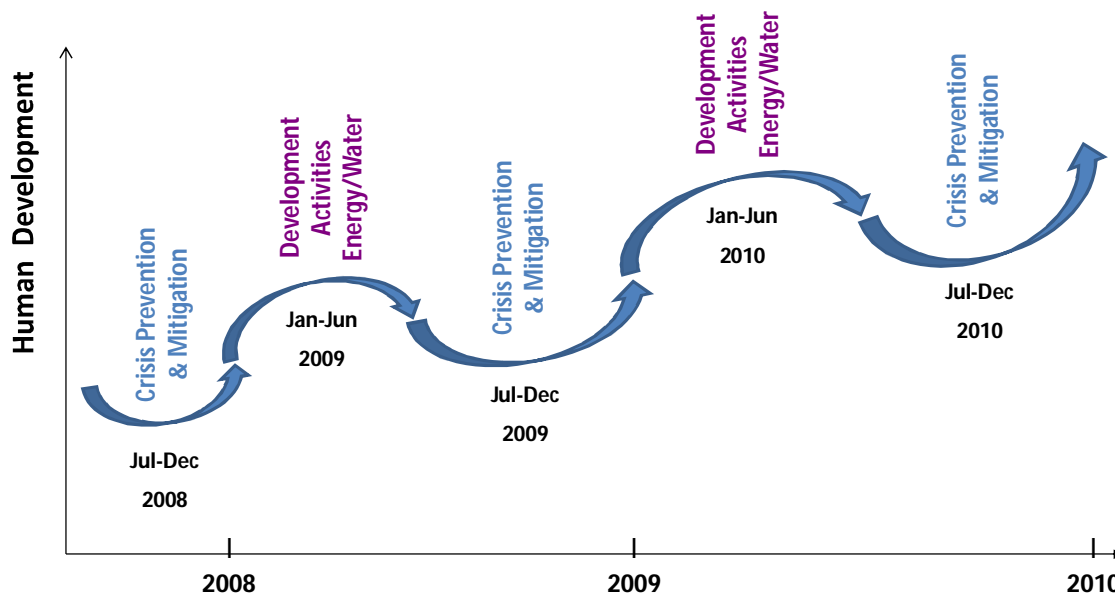 Human Development
Crisis Prevention
& Mitigation
Jul-Dec
2008
Development
Activities
Energy/Water
Jan-Jun
2009
Crisis Prevention
& Mitigation
Jul-Dec
2009
Development
Activities
Energy/Water
Jan-Jun
2010
Crisis Prevention
& Mitigation
Jul-Dec
2010
2008
2009
2010